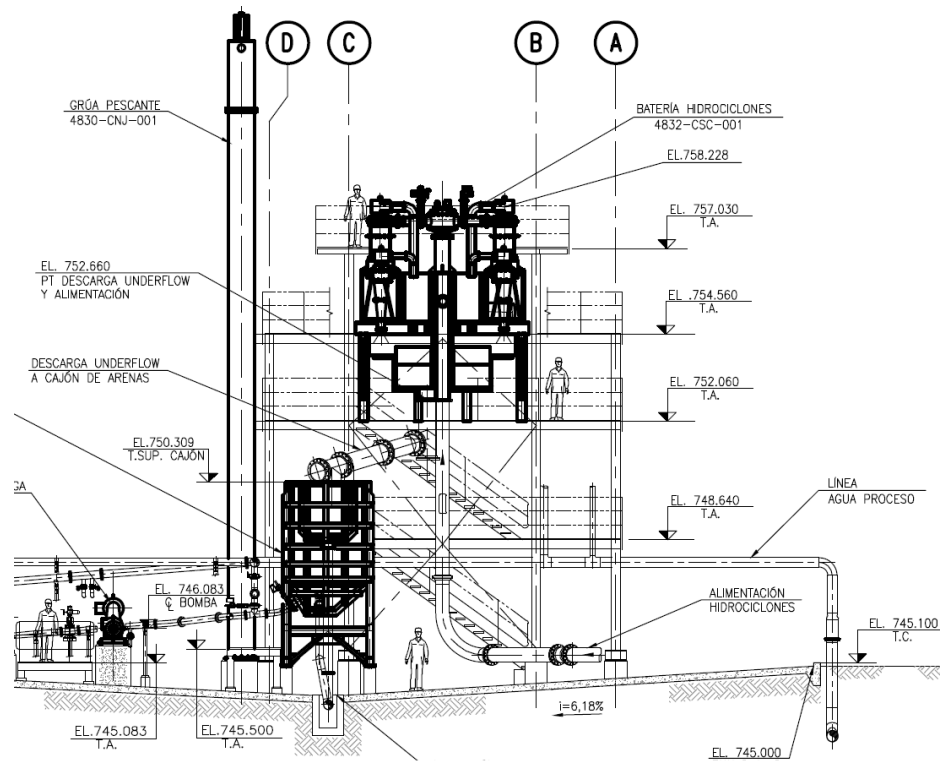 D
C
B
A
GRÚA PESCANTE
4830-CNJ-001
BATERÍA HIDROCICLONES
4832-CSC-001
EL.758.228
EL. 757.030
T.A.
EL. 752.660
PT DESCARGA UNDERFLOW
Y ALIMENTACIÓN
EL .754.560
T.A.
DESCARGA UNDERFLOW
A CAJÓN DE ARENAS
EL. 752.060
T.A.
EL.750.309
T.SUP. CAJÓN
GA
LÍNEA
AGUA PROCESO
EL. 748.640
T.A.
EL. 746.083
℄ BOMBA
ALIMENTACIÓN
HIDROCICLONES
EL. 745.100
T.C.
i=6,18%
EL.745.083
T.A.
EL.745.500
T.A.
EL. 745.000